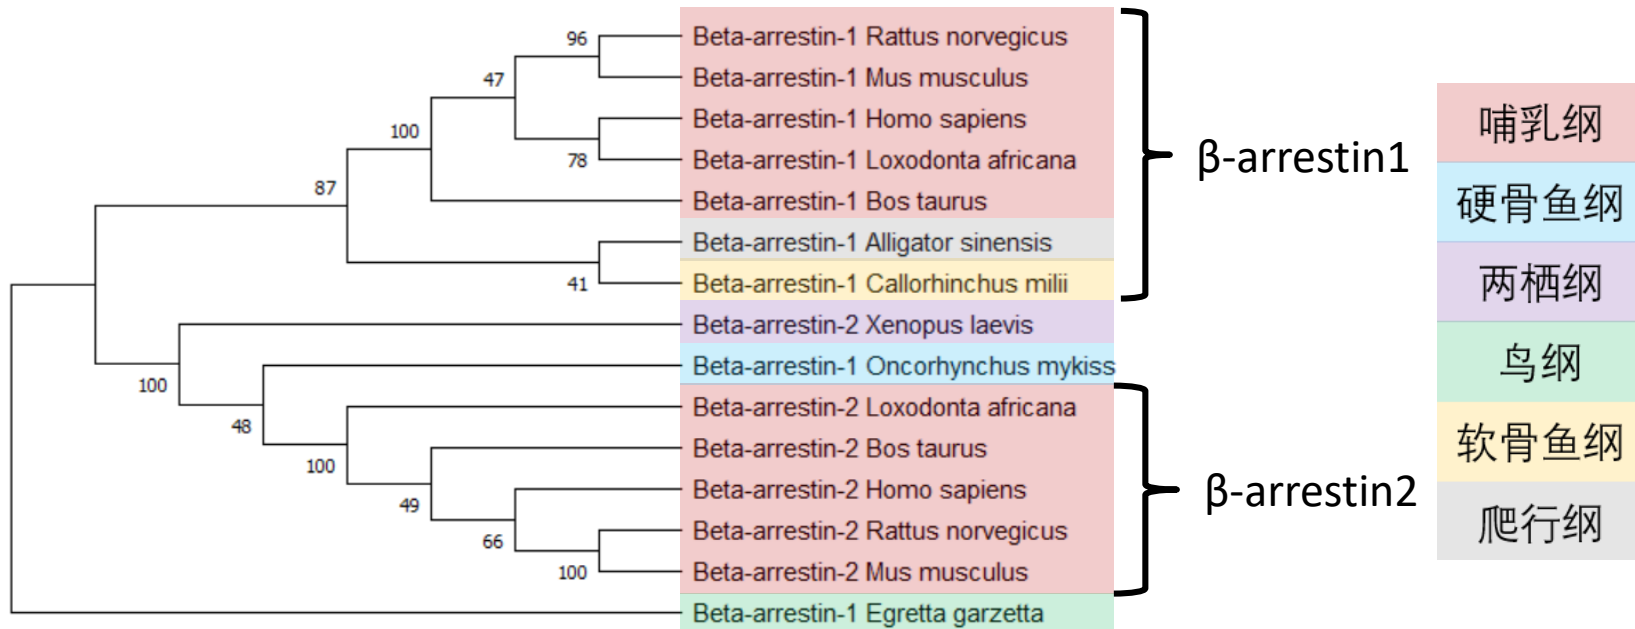 96
Beta-arrestin-1 Rattus norvegicus
47
Beta-arrestin-1 Mus musculus
100
Beta-arrestin-1 Homo sapiens
78
Beta-arrestin-1 Loxodonta africana
87
Beta-arrestin-1 Bos taurus
Beta-arrestin-1 Alligator sinensis
41
Beta-arrestin-1 Callorhinchus milii
Beta-arrestin-2 Xenopus laevis
100
Beta-arrestin-1 Oncorhynchus mykiss
48
Beta-arrestin-2 Loxodonta africana
100
Beta-arrestin-2 Bos taurus
49
Beta-arrestin-2 Homo sapiens
66
Beta-arrestin-2 Rattus norvegicus
100
Beta-arrestin-2 Mus musculus
Beta-arrestin-1 Egretta garzetta
β-arrestin1
β-arrestin2
哺乳纲
硬骨鱼纲
两栖纲
鸟纲
软骨鱼纲
爬行纲